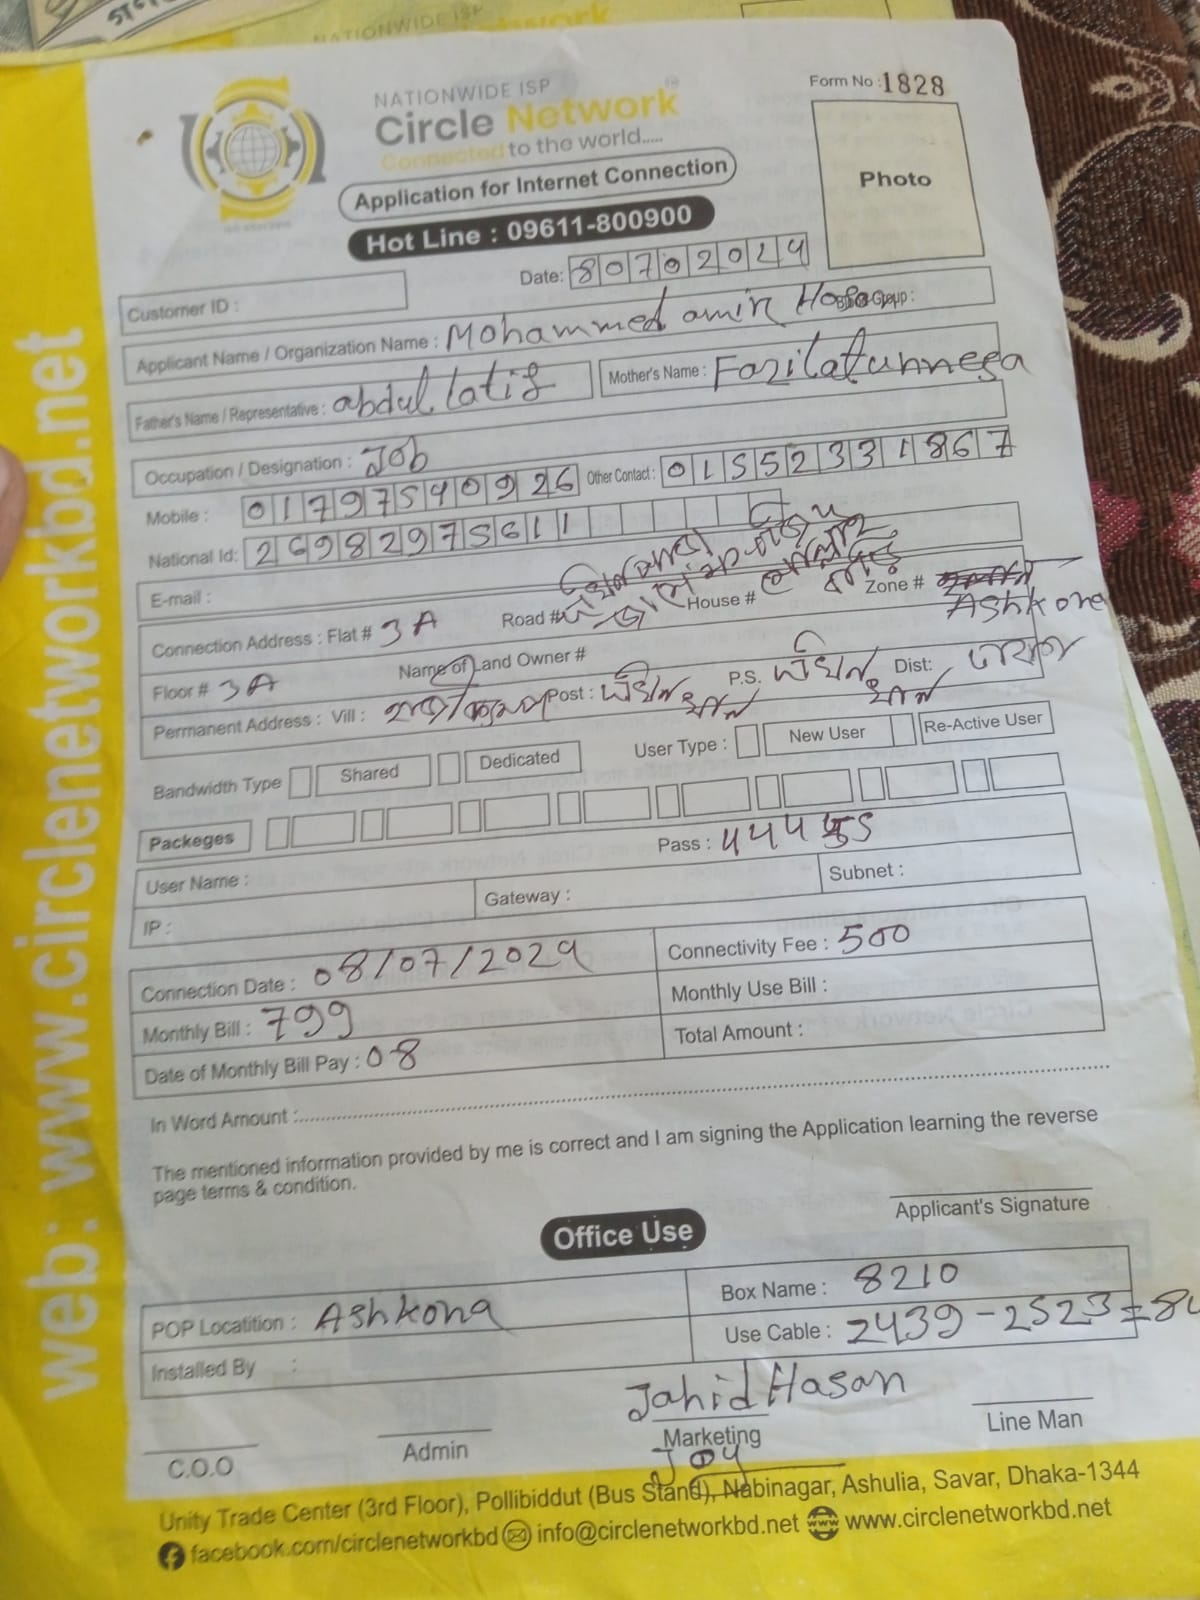 NATIONWIDE ISP
NATIONWIDE ISP
Circle Network
Connected to the world.....
Form No : 1828
Photo
Application for Internet Connection
Hot Line : 09611-800900
Date: 80702024
Customer ID :
Applicant Name / Organization Name : Mohammed amir Hasan Group :
Father's Name / Representative : abdul latif Mother's Name : Fazilatunnesa
Occupation / Designation : Job
Mobile : 01797540926 Other Contact : 01552331867
National Id: 26982975611
E-mail :
Connection Address : Flat # 3A Road # House # Zone # Ashkona
Floor # 3A Name of Land Owner #
Permanent Address : Vill : Post : P.S. Dist:
Bandwidth Type Shared Dedicated User Type : New User Re-Active User
Packeges
User Name : Pass : 444 55
IP : Gateway : Subnet :
Connection Date : 08/07/2024 Connectivity Fee : 500
Monthly Bill : 799 Monthly Use Bill :
Date of Monthly Bill Pay : 08 Total Amount :
In Word Amount :
The mentioned information provided by me is correct and I am signing the Application learning the reverse
page terms & condition.
Applicant's Signature
Office Use
POP Locatition : Ashkona Box Name : 8210
Installed By : Use Cable : 2439-2523=84
Jahid Hasan
C.O.O Admin Marketing Line Man
Joy
Unity Trade Center (3rd Floor), Pollibiddut (Bus Stand), Nabinagar, Ashulia, Savar, Dhaka-1344
facebook.com/circlenetworkbd info@circlenetworkbd.net www.circlenetworkbd.net
web: www.circlenetworkbd.net